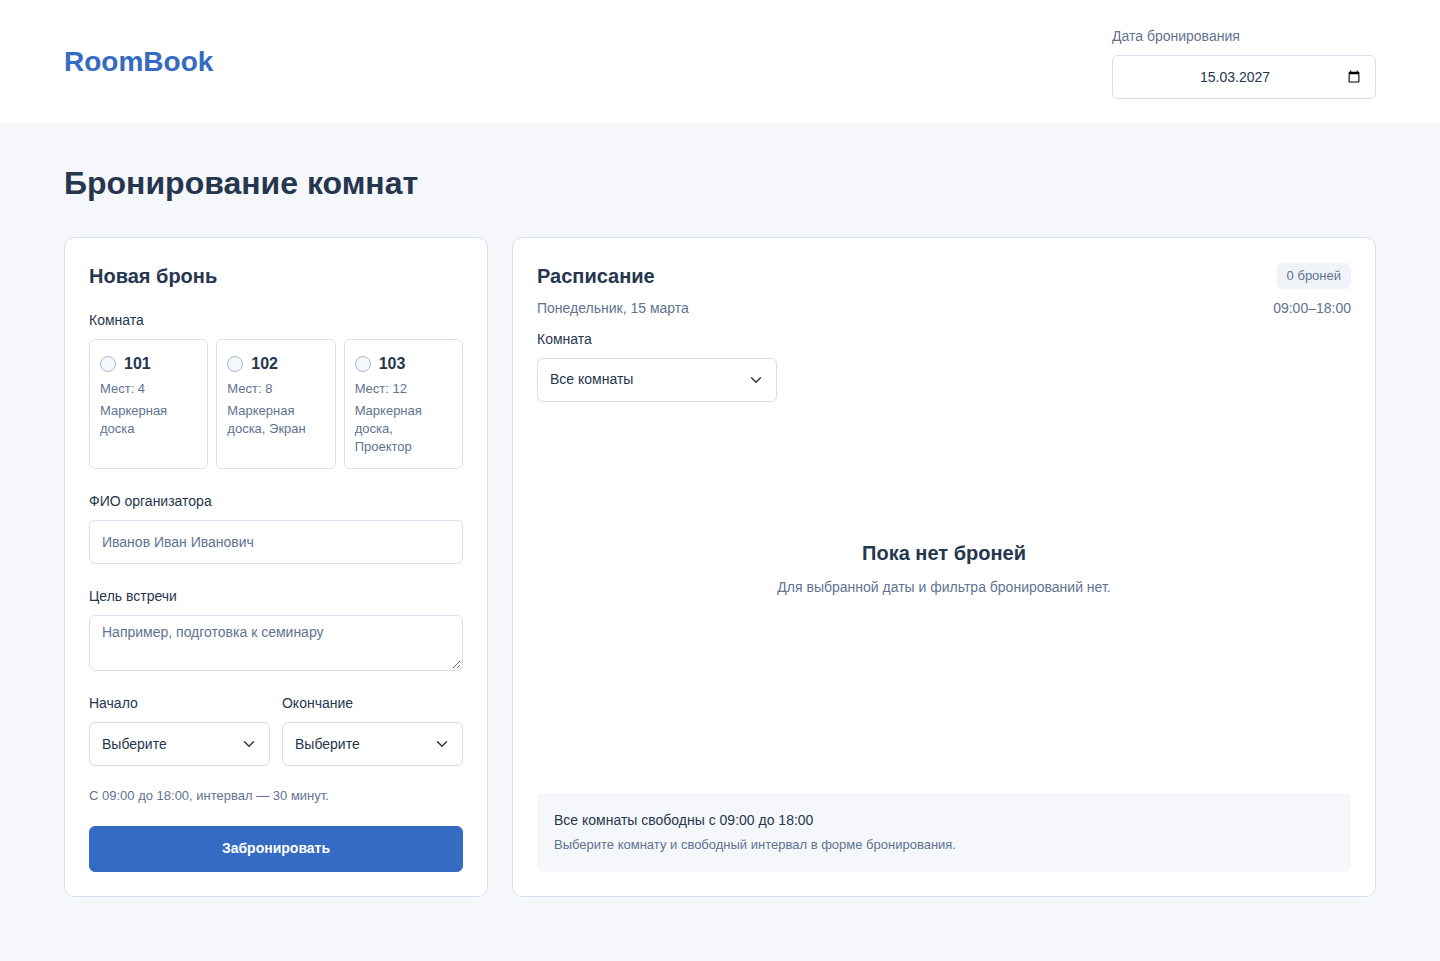 RoomBook
Дата бронирования
15.03.2027
Бронирование комнат
Новая бронь
Комната
101
Мест: 4
Маркерная
доска
102
Мест: 8
Маркерная
доска, Экран
103
Мест: 12
Маркерная
доска,
Проектор
ФИО организатора
Иванов Иван Иванович
Цель встречи
Например, подготовка к семинару
Начало
Выберите
Окончание
Выберите
С 09:00 до 18:00, интервал — 30 минут.
Забронировать
Расписание
0 броней
Понедельник, 15 марта
09:00–18:00
Комната
Все комнаты
Пока нет броней
Для выбранной даты и фильтра бронирований нет.
Все комнаты свободны с 09:00 до 18:00
Выберите комнату и свободный интервал в форме бронирования.